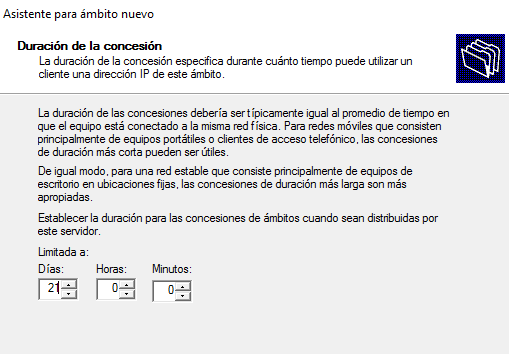 Asistente para ámbito nuevo
Duración de la concesión
La duración de la concesión especifica durante cuánto tiempo puede utilizar un
cliente una dirección IP de este ámbito.
La duración de las concesiones debería ser típicamente igual al promedio de tiempo en
que el equipo está conectado a la misma red física. Para redes móviles que consisten
principalmente de equipos portátiles o clientes de acceso telefónico, las concesiones
de duración más corta pueden ser útiles.
De igual modo, para una red estable que consiste principalmente de equipos de
escritorio en ubicaciones fijas, las concesiones de duración más larga son más
apropiadas.
Establecer la duración para las concesiones de ámbitos cuando sean distribuidas por
este servidor.
Limitada a:
Días: Horas: Minutos:
21 0 0